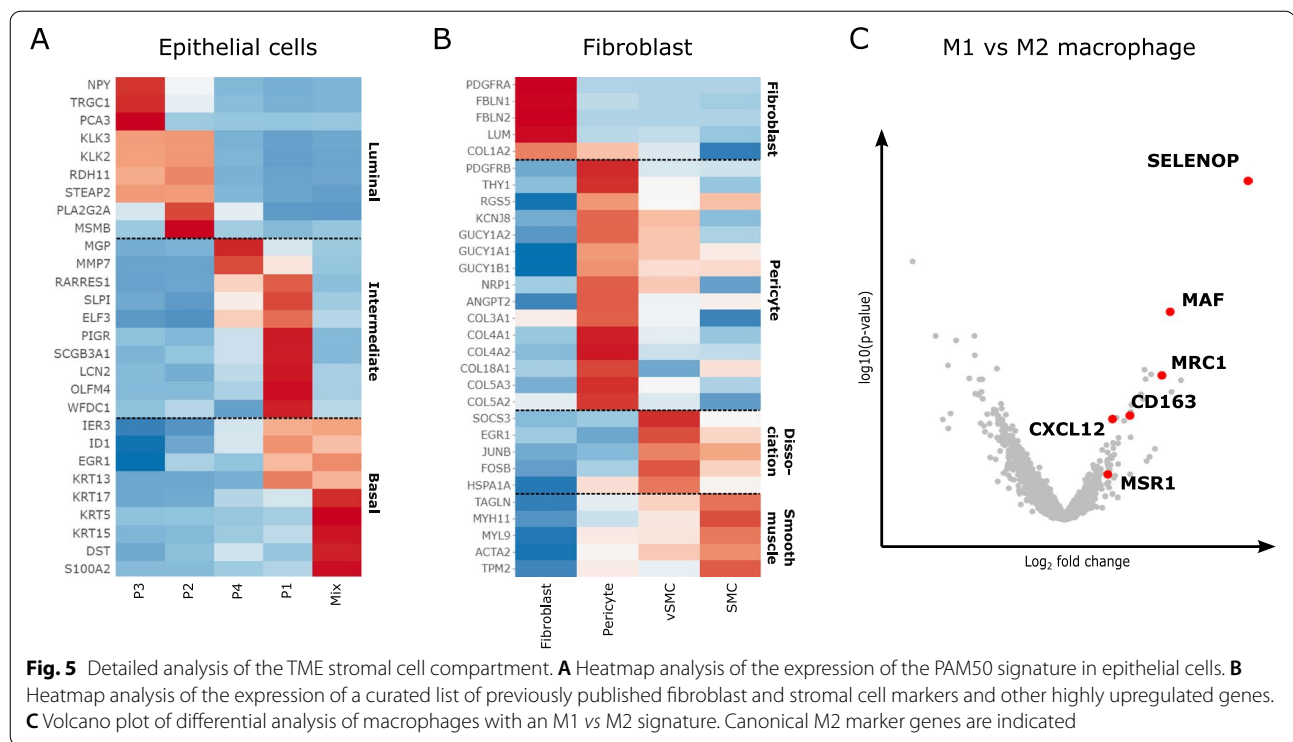 A
Epithelial cells
NPY
TRGC1
PCA3
KLK3
KLK2
RDH11
STEAP2
PLA2G2A
MSMB
MGP
MMP7
RARRES1
SLPI
ELF3
PIGR
SCGB3A1
LCN2
OLFM4
WFDC1
IER3
ID1
EGR1
KRT13
KRT17
KRT5
KRT15
DST
S100A2
Luminal
Intermediate
Basal
P3
P2
P4
P1
Mix
B
Fibroblast
PDGFRA
FBLN1
FBLN2
LUM
COL1A2
PDGFRB
THY1
RGS5
KCNJ8
GUCY1A2
GUCY1A1
GUCY1B1
NRP1
ANGPT2
COL3A1
COL4A1
COL4A2
COL18A1
COL5A3
COL5A2
SOCS3
EGR1
JUNB
FOSB
HSPA1A
TAGLN
MYH11
MYL9
ACTA2
TPM2
Fibroblast
Pericyte
Disso-
ciation
Smooth
muscle
Fibroblast
Pericyte
vSMC
SMC
C
M1 vs M2 macrophage
log10(p-value)
SELENOP
MAF
MRC1
CD163
CXCL12
MSR1
Log2 fold change
Fig. 5 Detailed analysis of the TME stromal cell compartment. A Heatmap analysis of the expression of the PAM50 signature in epithelial cells. B
Heatmap analysis of the expression of a curated list of previously published fibroblast and stromal cell markers and other highly upregulated genes.
C Volcano plot of differential analysis of macrophages with an M1 vs M2 signature. Canonical M2 marker genes are indicated